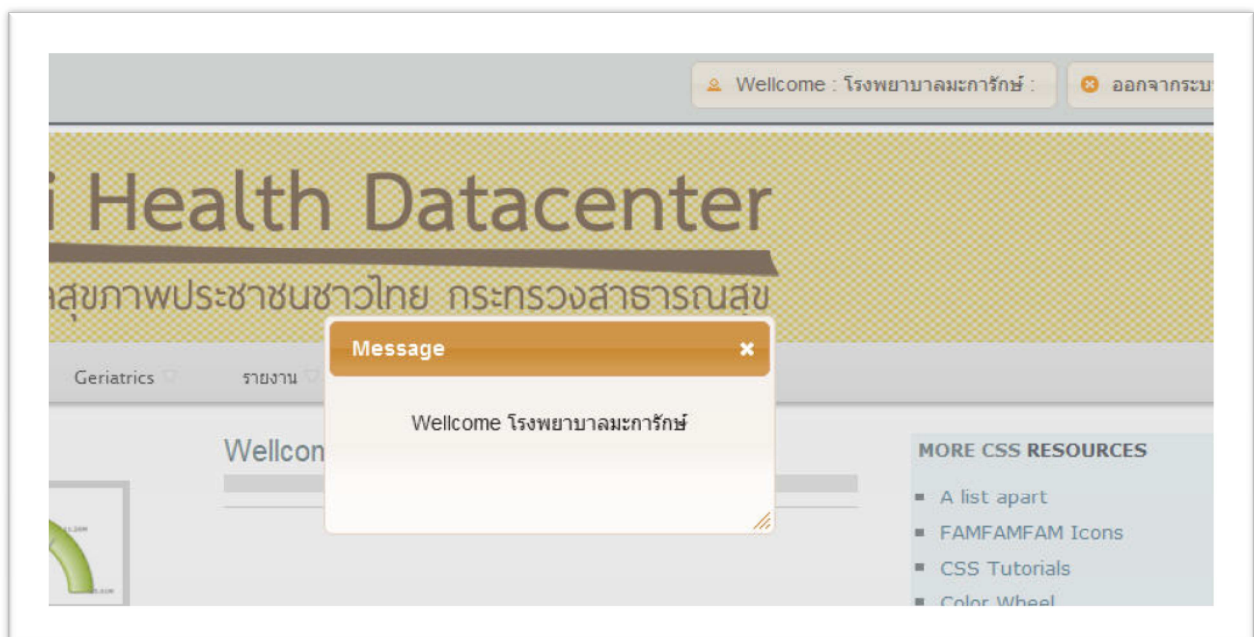 Wellcome : โรงพยาบาลมะการักษ์ :
ออกจากระบ
i Health Datacenter
สุขภาพประชาชนชาวไทย กระทรวงสาธารณสุข
Message
Geriatrics
รายงาน
Wellcome โรงพยาบาลมะการักษ์
Wellcon
MORE CSS RESOURCES
A list apart
FAMFAMFAM Icons
CSS Tutorials
Color Wheel